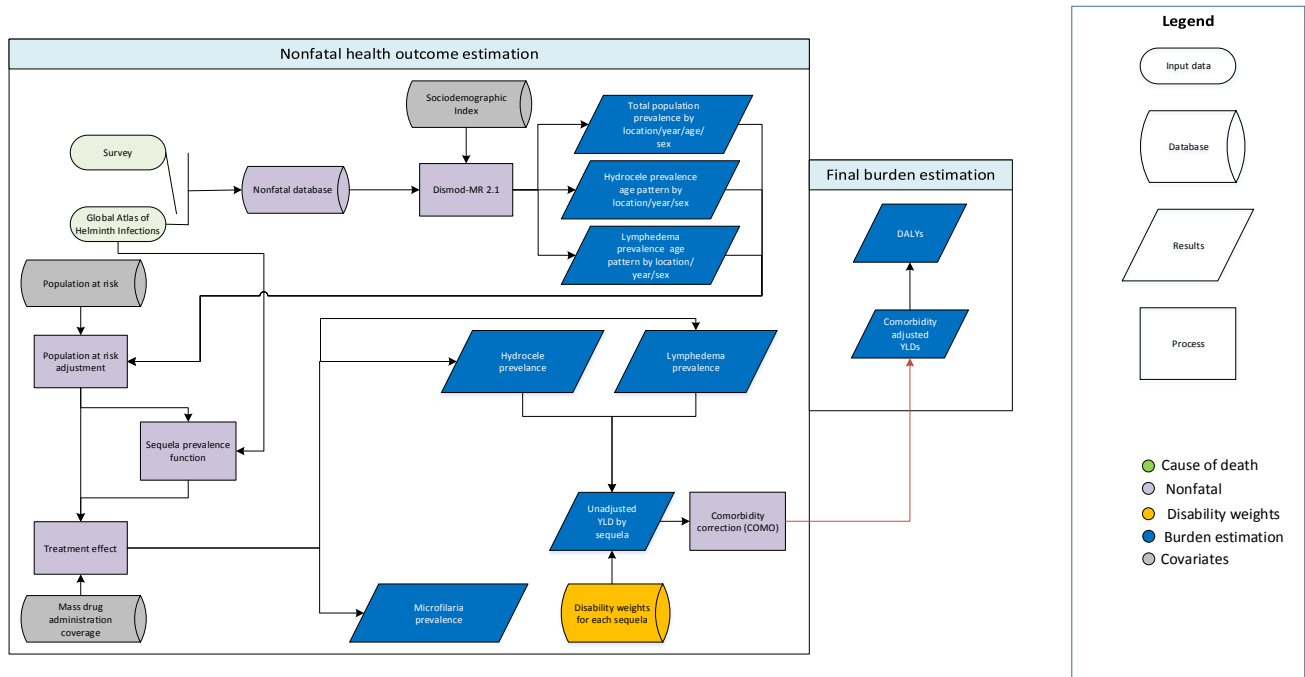 Nonfatal health outcome estimation
Sociodemographic
Index
Total population
prevalence by
location/year/age/
sex
Survey
Nonfatal database
Dismod-MR 2.1
Hydrocele prevalence
age pattern by
location/year/sex
Global Atlas of
Helminth Infections
Lymphedema
prevalence  age
pattern by location/
year/sex
Population at risk
Population at risk
adjustment
Hydrocele
prevelance
Lymphedema
prevalence
Sequela prevalence
function
Treatment effect
Unadjusted
YLD by
sequela
Comorbidity
correction (COMO)
Mass drug
administration
coverage
Microfilaria
prevalence
Disability weights
for each sequela
Final burden estimation
DALYs
Comorbidity
adjusted
YLDs
Legend
Input data
Database
Results
Process
Cause of death
Nonfatal
Disability weights
Burden estimation
Covariates